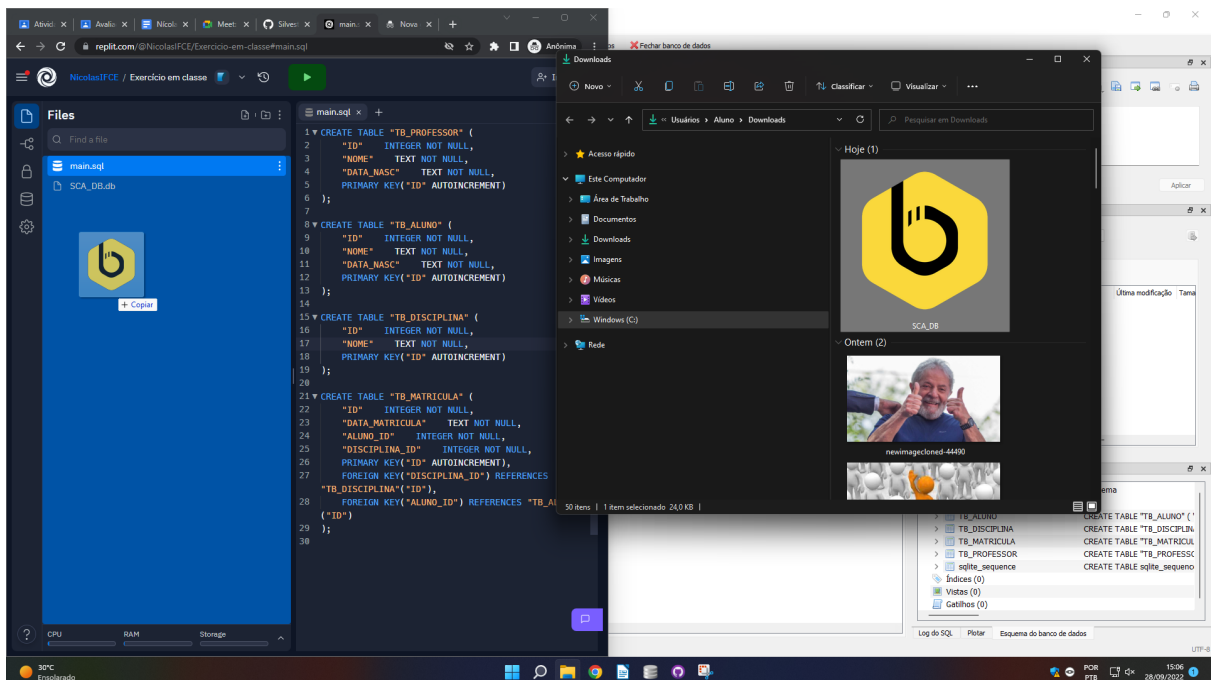 Ativid
Avalia
Nícola
Meet:
Silves
main.s
Nova
replit.com/@NicolasIFCE/Exercicio-em-classe#main.sql
Anônima
NicolasIFCE / Exercício em classe
Files
Find a file
main.sql
SCA_DB.db
+ Copiar
CPU
RAM
Storage
main.sql
1 CREATE TABLE "TB_PROFESSOR" (
2 "ID" INTEGER NOT NULL,
3 "NOME" TEXT NOT NULL,
4 "DATA_NASC" TEXT NOT NULL,
5 PRIMARY KEY("ID" AUTOINCREMENT)
6 );
7
8 CREATE TABLE "TB_ALUNO" (
9 "ID" INTEGER NOT NULL,
10 "NOME" TEXT NOT NULL,
11 "DATA_NASC" TEXT NOT NULL,
12 PRIMARY KEY("ID" AUTOINCREMENT)
13 );
14
15 CREATE TABLE "TB_DISCIPLINA" (
16 "ID" INTEGER NOT NULL,
17 "NOME" TEXT NOT NULL,
18 PRIMARY KEY("ID" AUTOINCREMENT)
19 );
20
21 CREATE TABLE "TB_MATRICULA" (
22 "ID" INTEGER NOT NULL,
23 "DATA_MATRICULA" TEXT NOT NULL,
24 "ALUNO_ID" INTEGER NOT NULL,
25 "DISCIPLINA_ID" INTEGER NOT NULL,
26 PRIMARY KEY("ID" AUTOINCREMENT),
27 FOREIGN KEY("DISCIPLINA_ID") REFERENCES
"TB_DISCIPLINA"("ID"),
28 FOREIGN KEY("ALUNO_ID") REFERENCES "TB_AL
("ID")
29 );
30
Fechar banco de dados
Downloads
Novo
Classificar
Visualizar
« Usuários > Aluno > Downloads
Pesquisar em Downloads
Acesso rápido
Este Computador
Área de Trabalho
Documentos
Downloads
Imagens
Músicas
Vídeos
Windows (C:)
Rede
Hoje (1)
SCA_DB
Ontem (2)
newimagecloned-44490
50 itens | 1 item selecionado 24,0 KB |
Aplicar
Última modificação Tama
ema
TB_ALUNO CREATE TABLE "TB_ALUNO" ( "
TB_DISCIPLINA CREATE TABLE "TB_DISCIPLIN
TB_MATRICULA CREATE TABLE "TB_MATRICUL
TB_PROFESSOR CREATE TABLE "TB_PROFESSO
sqlite_sequence CREATE TABLE sqlite_sequenc
Índices (0)
Vistas (0)
Gatilhos (0)
Log do SQL
Plotar
Esquema do banco de dados
UTF-8
30°C
Ensolarado
POR
PTB
15:06
28/09/2022
1